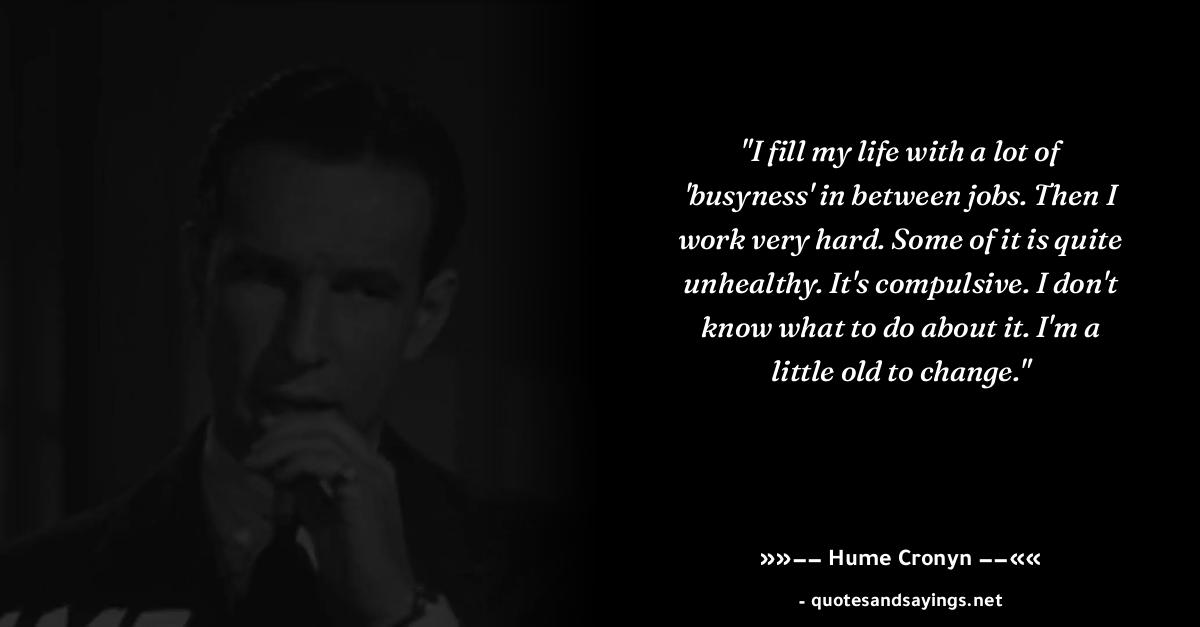 "I fill my life with a lot of
'busyness' in between jobs. Then I
work very hard. Some of it is quite
unhealthy. It's compulsive. I don't
know what to do about it. I'm a
little old to change."
»»–– Hume Cronyn ––««
- quotesandsayings.net